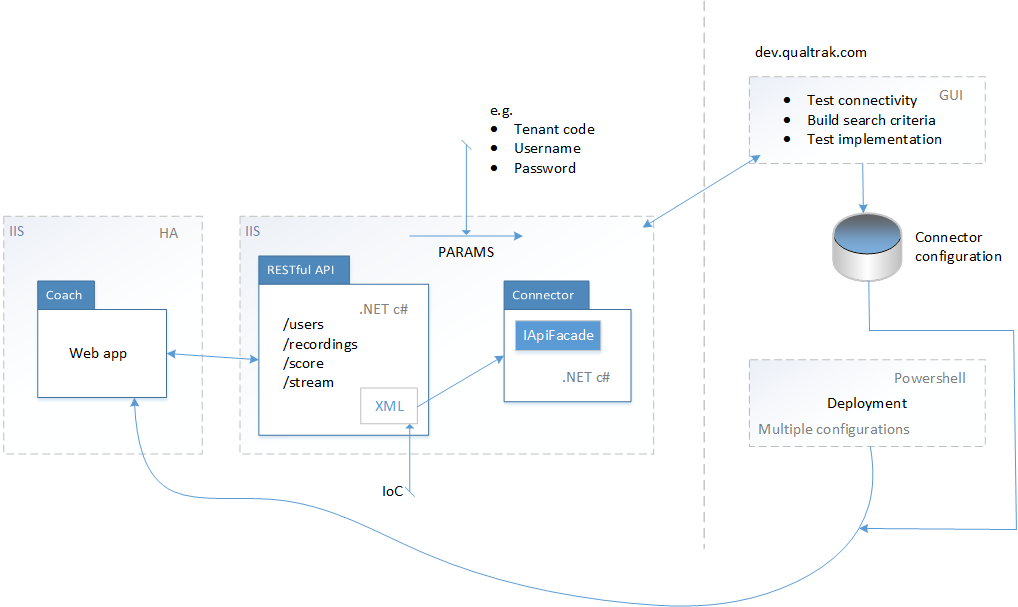 dev.qualtrak.com
GUI
• Test connectivity
• Build search criteria
• Test implementation
e.g.
• Tenant code
• Username
• Password
IIS
HA
Coach
Web app
IIS
PARAMS
RESTful API
.NET c#
/users
/recordings
/score
/stream
XML
IoC
Connector
IApiFacade
.NET c#
Connector
configuration
Powershell
Deployment
Multiple configurations